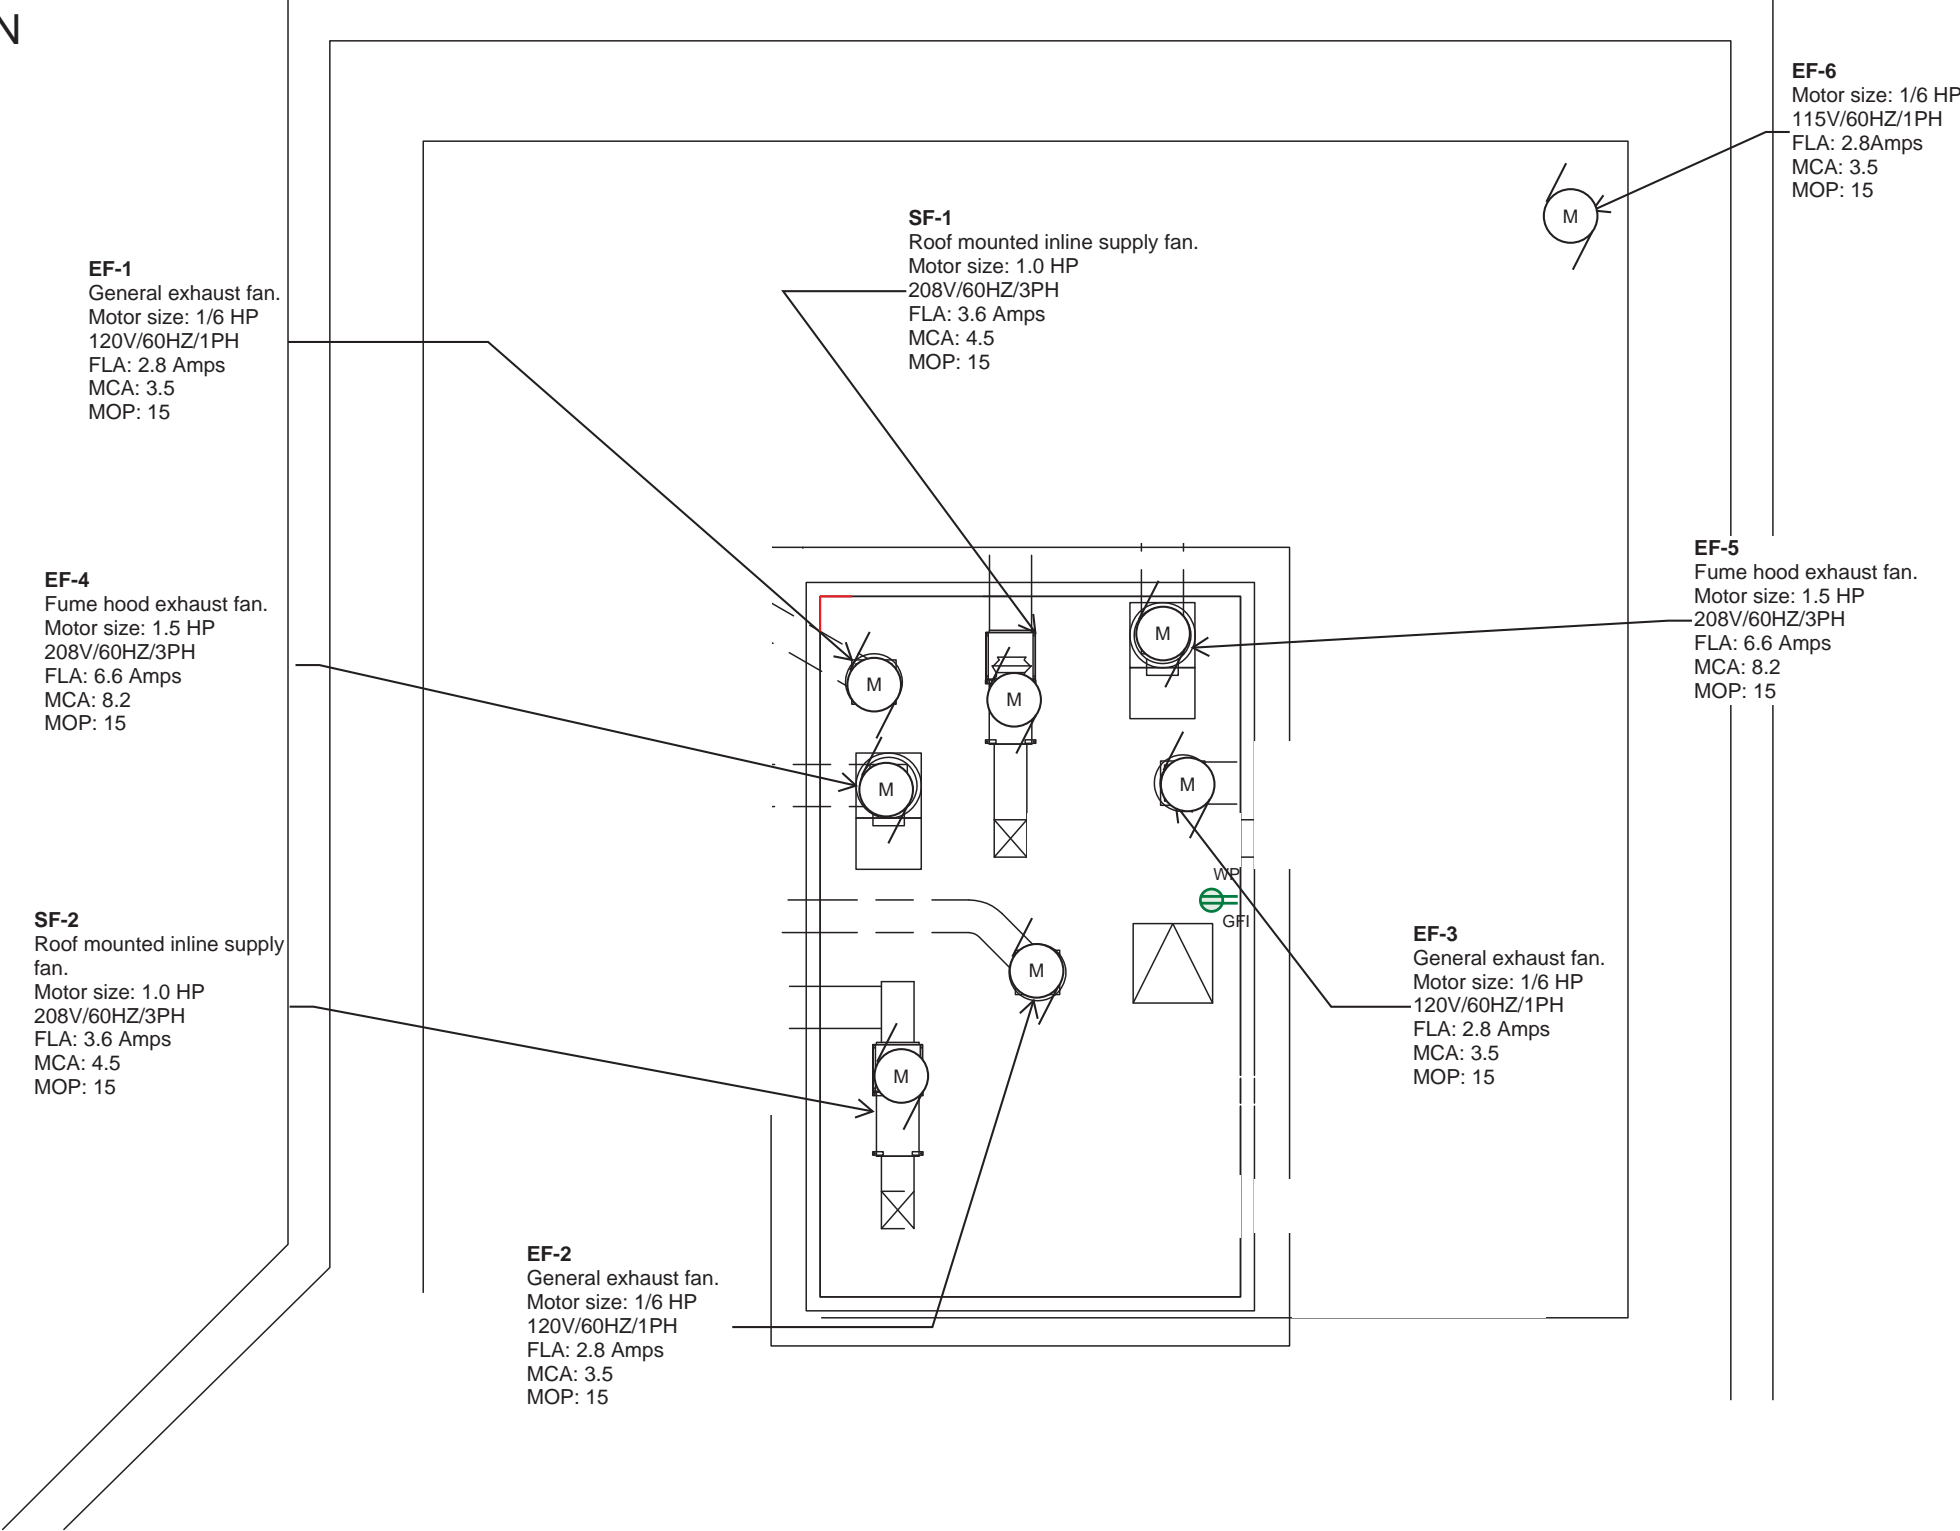 N
EF-6
Motor size: 1/6 HP
115V/60HZ/1PH
FLA: 2.8Amps
MCA: 3.5
MOP: 15
SF-1
Roof mounted inline supply fan.
Motor size: 1.0 HP
208V/60HZ/3PH
FLA: 3.6 Amps
MCA: 4.5
MOP: 15
EF-1
General exhaust fan.
Motor size: 1/6 HP
120V/60HZ/1PH
FLA: 2.8 Amps
MCA: 3.5
MOP: 15
EF-4
Fume hood exhaust fan.
Motor size: 1.5 HP
208V/60HZ/3PH
FLA: 6.6 Amps
MCA: 8.2
MOP: 15
EF-5
Fume hood exhaust fan.
Motor size: 1.5 HP
208V/60HZ/3PH
FLA: 6.6 Amps
MCA: 8.2
MOP: 15
M
M
M
M
M
M
M
M
WP
GFI
SF-2
Roof mounted inline supply
fan.
Motor size: 1.0 HP
208V/60HZ/3PH
FLA: 3.6 Amps
MCA: 4.5
MOP: 15
EF-3
General exhaust fan.
Motor size: 1/6 HP
120V/60HZ/1PH
FLA: 2.8 Amps
MCA: 3.5
MOP: 15
EF-2
General exhaust fan.
Motor size: 1/6 HP
120V/60HZ/1PH
FLA: 2.8 Amps
MCA: 3.5
MOP: 15